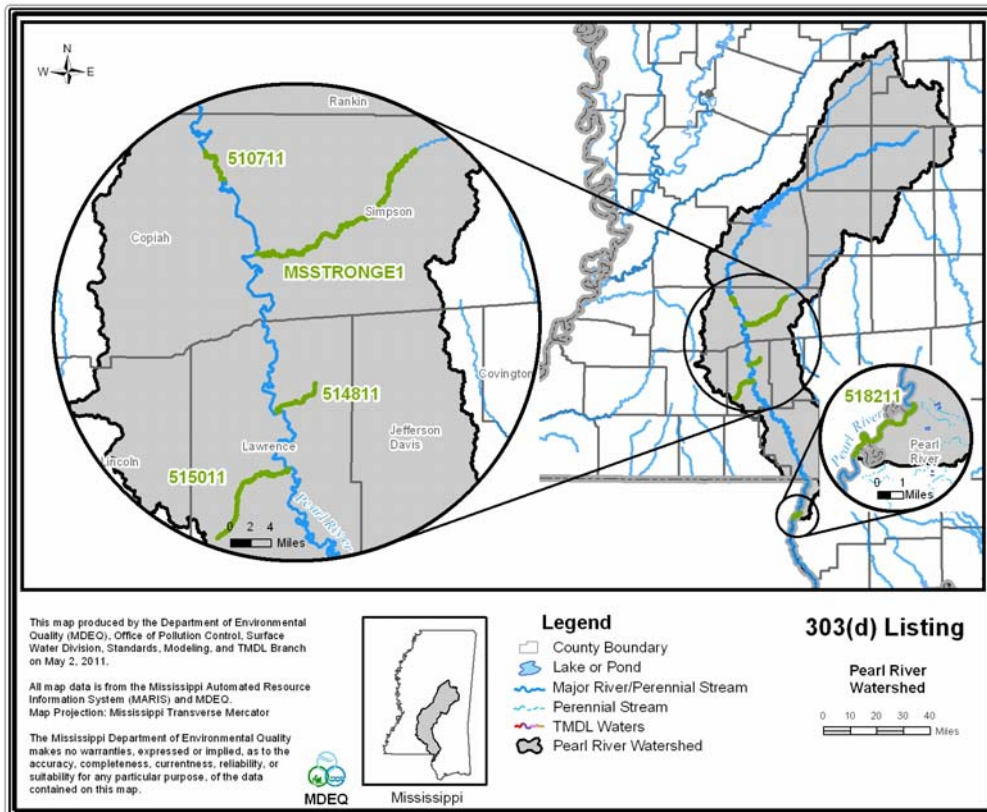 N
W E
Rankin
510711
Simpson
Copiah
MSSTRONGE1
Covington
514811
Jefferson
Davis
Lawrence
Lincoln
515011
Pearl River
0 2 4
Miles
518211
Pearl River
Pearl
River
0 1
Miles
This map produced by the Department of Environmental
Quality (MDEQ), Office of Pollution Control, Surface
Water Division, Standards, Modeling, and TMDL Branch
on May 2, 2011.
All map data is from the Mississippi Automated Resource
Information System (MARIS) and MDEQ.
Map Projection: Mississippi Transverse Mercator
The Mississippi Department of Environmental Quality
makes no warranties, expressed or implied, as to the
accuracy, completeness, currentness, reliability, or
suitability for any particular purpose, of the data
contained on this map.
MDEQ
Mississippi
Legend
County Boundary
Lake or Pond
Major River/Perennial Stream
Perennial Stream
TMDL Waters
Pearl River Watershed
303(d) Listing
Pearl River
Watershed
0 10 20 30 40
Miles